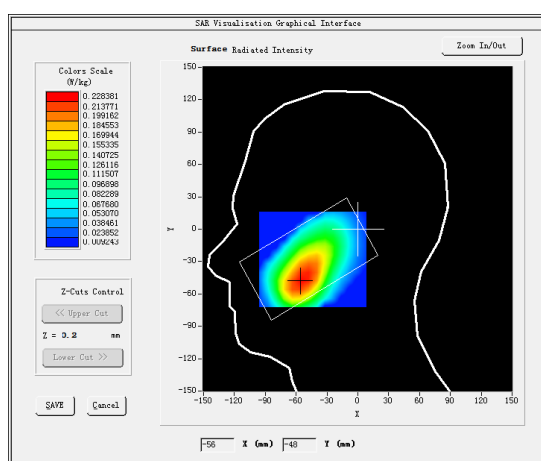 SAR Visualisation Graphical Interface
Surface Radiated Intensity
Zoom In/Out
Colors Scale
(W/kg)
0.228381
0.213771
0.199162
0.184553
0.169944
0.155335
0.140725
0.126116
0.111507
0.096898
0.082289
0.067680
0.053070
0.038461
0.023852
0.009243
Z-Cuts Control
<< Upper Cut
Z = 0.2 mm
Lower Cut >>
SAVE
Cancel
150
120
90
60
30
0
-30
-60
-90
-120
-150
Y
-150 -120 -90 -60 -30 0 30 60 90 120 150
X
-56 X (mm) -48 Y (mm)